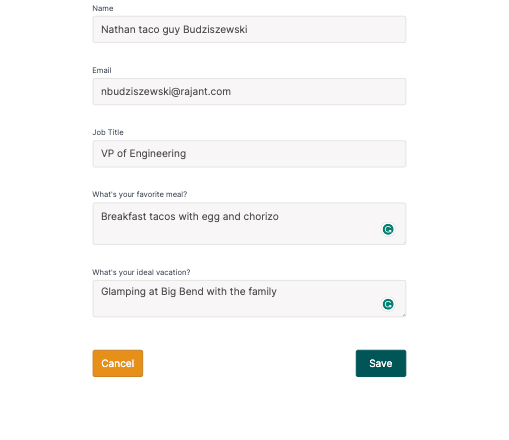 Name
Nathan taco guy Budziszewski
Email
nbudziszewski@rajant.com
Job Title
VP of Engineering
What's your favorite meal?
Breakfast tacos with egg and chorizo
What's your ideal vacation?
Glamping at Big Bend with the family
Cancel
Save